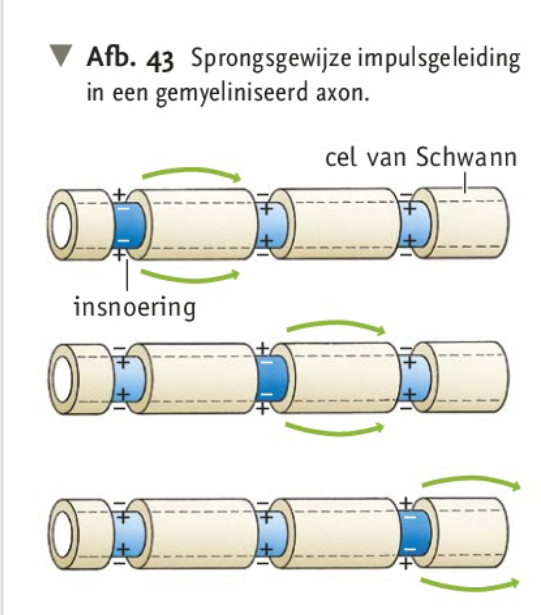 ▼ Afb. 43 Sprongsgewijze impulsgeleiding
in een gemyeliniseerd axon.
cel van Schwann
+ − −
− + +
− + +
+ − −
insnoering
− + −
+ − +
+ − +
− + −
− − +
+ + −
+ + −
− − +